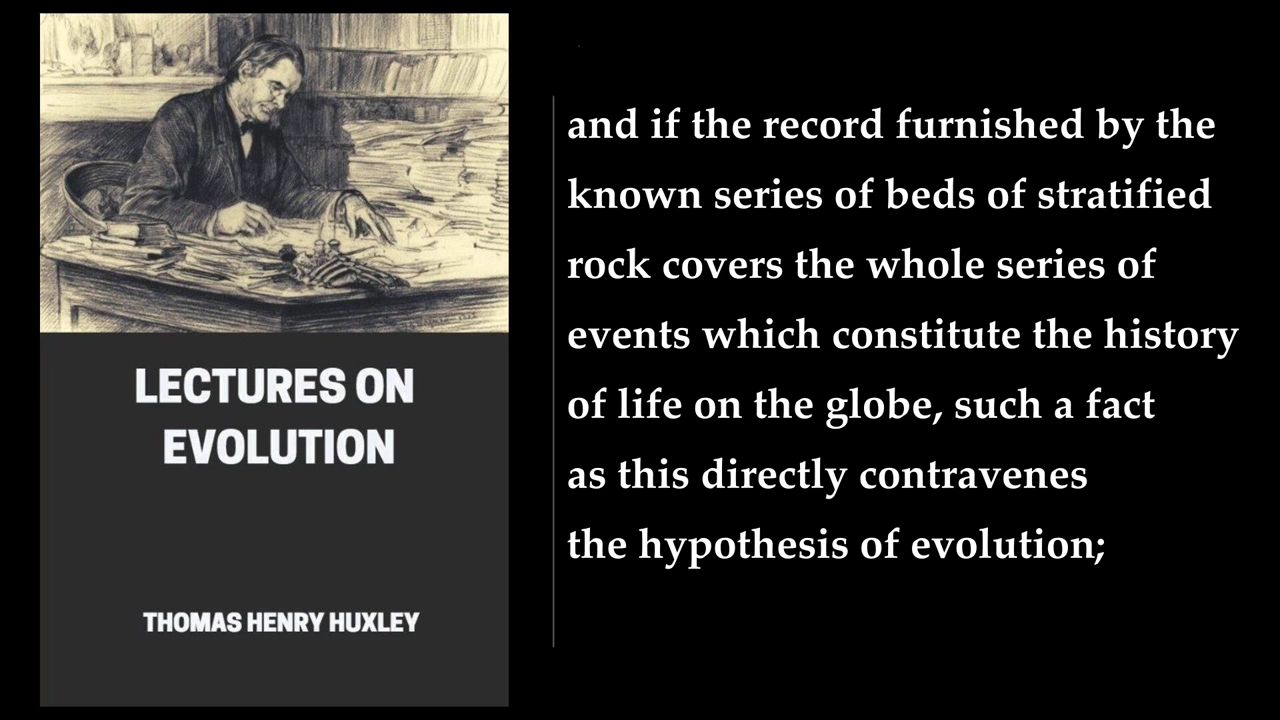 LECTURES ON
EVOLUTION
THOMAS HENRY HUXLEY
and if the record furnished by the
known series of beds of stratified
rock covers the whole series of
events which constitute the history
of life on the globe, such a fact
as this directly contravenes
the hypothesis of evolution;